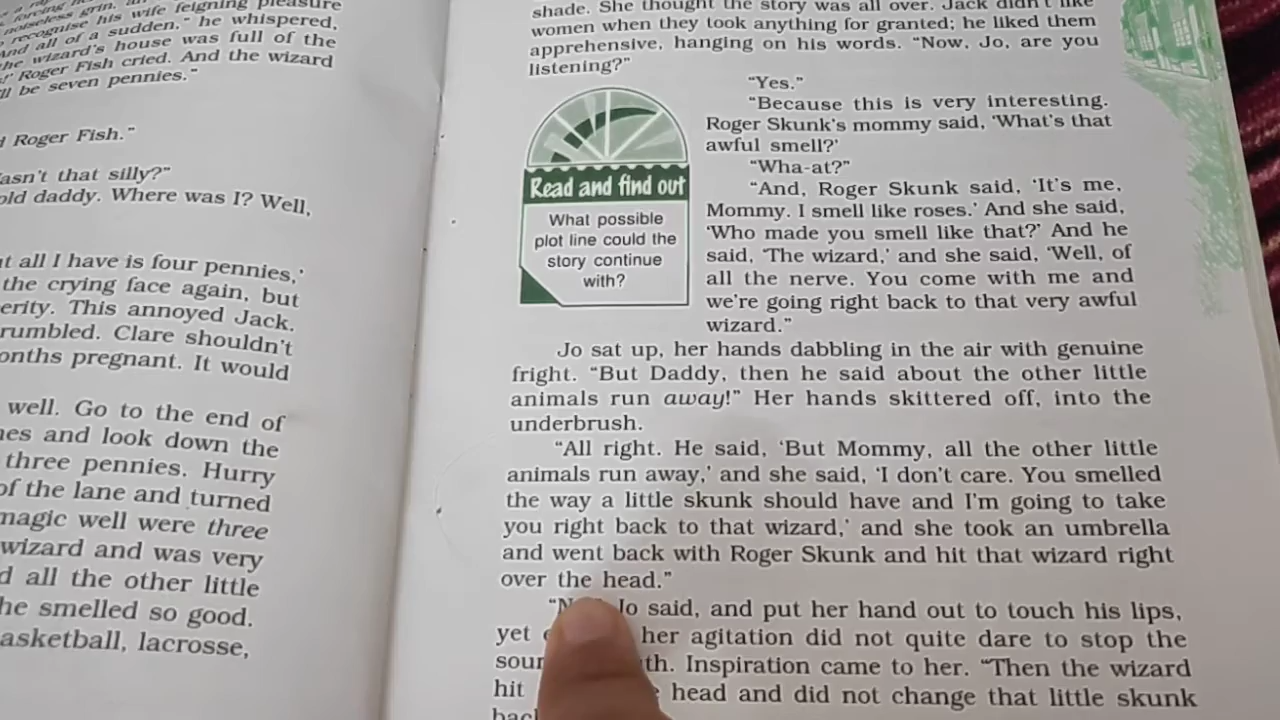 feigning pleasure
recognise his wife
And all of a sudden," he whispered,
the wizard's house was full of the
Roger Fish cried. And the wizard
ll be seven pennies."
Roger Fish."
asn't that silly?"
old daddy. Where was I? Well,
t all I have is four pennies,'
the crying face again, but
erity. This annoyed Jack.
rumbled. Clare shouldn't
onths pregnant. It would
well. Go to the end of
nes and look down the
three pennies. Hurry
of the lane and turned
magic well were three
wizard and was very
d all the other little
he smelled so good.
asketball, lacrosse,
shade. She thought the story was all over. Jack didn't like
women when they took anything for granted; he liked them
apprehensive, hanging on his words. "Now, Jo, are you
listening?"
"Yes."
"Because this is very interesting.
Roger Skunk's mommy said, 'What's that
awful smell?'
"Wha-at?"
"And, Roger Skunk said, 'It's me,
Mommy. I smell like roses.' And she said,
'Who made you smell like that?' And he
said, 'The wizard,' and she said, 'Well, of
all the nerve. You come with me and
we're going right back to that very awful
wizard."
Read and find out
What possible
plot line could the
story continue
with?
Jo sat up, her hands dabbling in the air with genuine
fright. "But Daddy, then he said about the other little
animals run away!" Her hands skittered off, into the
underbrush.
"All right. He said, 'But Mommy, all the other little
animals run away,' and she said, 'I don't care. You smelled
the way a little skunk should have and I'm going to take
you right back to that wizard,' and she took an umbrella
and went back with Roger Skunk and hit that wizard right
over the head."
Jo said, and put her hand out to touch his lips,
yet her agitation did not quite dare to stop the
th. Inspiration came to her. "Then the wizard
hit head and did not change that little skunk